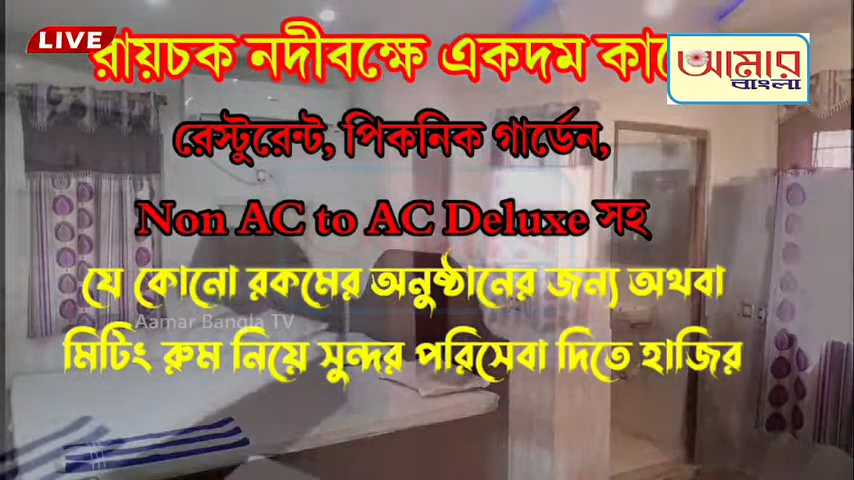 LIVE
রায়চক নদীবক্ষে একদম
আমার
বাংলা
রেস্টুরেন্ট, পিকনিক গার্ডেন,
Non AC to AC Deluxe সহ
যে কোনো রকমের অনুষ্ঠানের জন্য অথবা
Aamar Bangla TV
মিটিং রুম নিয়ে সুন্দর পরিসেবা দিতে হাজির